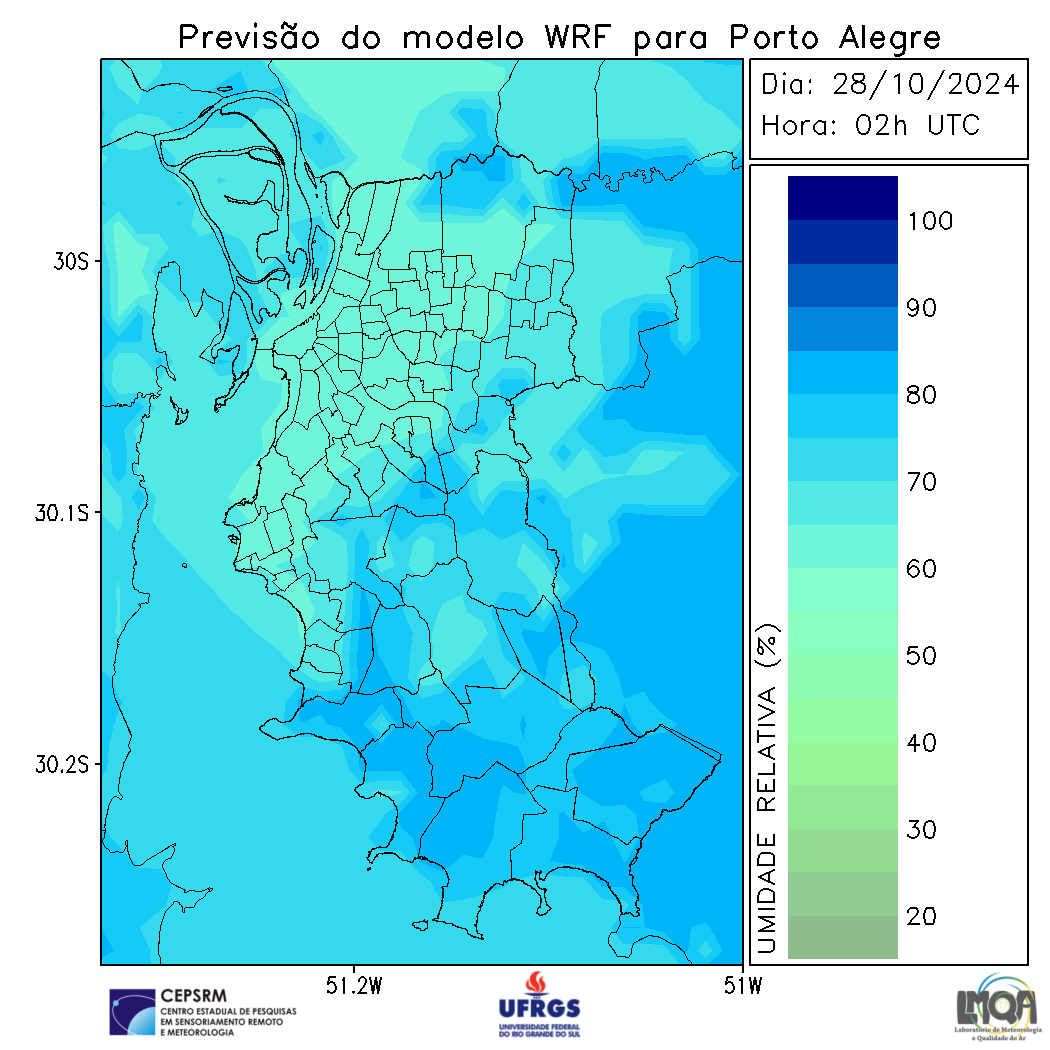 Previsão do modelo WRF para Porto Alegre
Dia: 28/10/2024
Hora: 02h UTC
30S
30.1S
30.2S
51.2W
51W
UMIDADE RELATIVA (%)
100
90
80
70
60
50
40
30
20
CEPSRM
CENTRO ESTADUAL DE PESQUISAS
EM SENSORIAMENTO REMOTO
E METEOROLOGIA
UFRGS
UNIVERSIDADE FEDERAL
DO RIO GRANDE DO SUL
LMQA
Laboratório de Meteorologia
e Qualidade do Ar